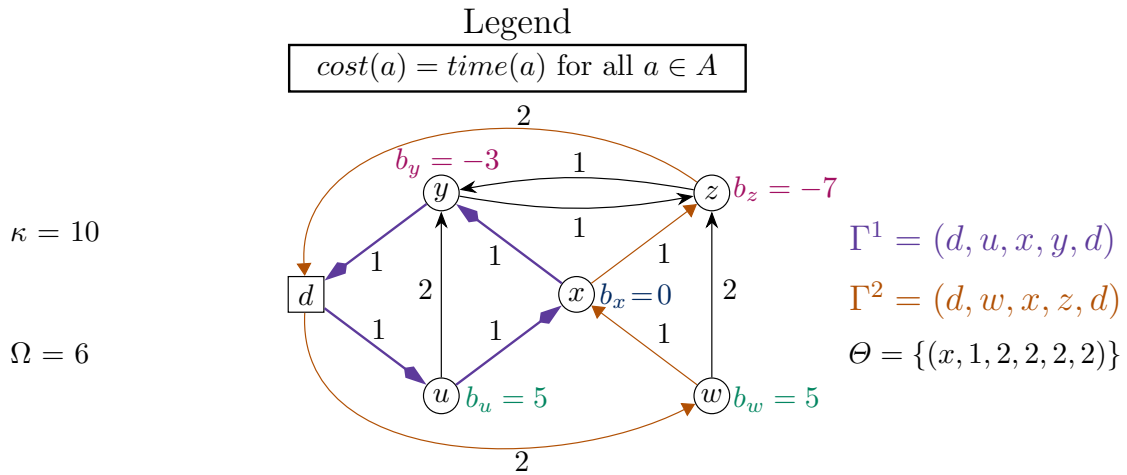 Legend
cost(a) = time(a) for all a ∈ A
2
b_y = −3
1
y
z
b_z = −7
1
κ = 10
Γ¹ = (d, u, x, y, d)
1
1
1
d
2
x
b_x = 0
2
Γ² = (d, w, x, z, d)
1
1
1
Ω = 6
Θ = {(x, 1, 2, 2, 2, 2)}
u
b_u = 5
w
b_w = 5
2